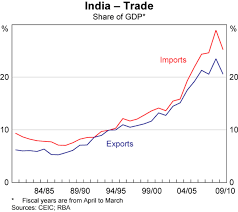 India – Trade
Share of GDP*
% %
Imports
20 20
10 10
Exports
0 0
84/85 89/90 94/95 99/00 04/05 09/10
* Fiscal years are from April to March
Sources: CEIC; RBA